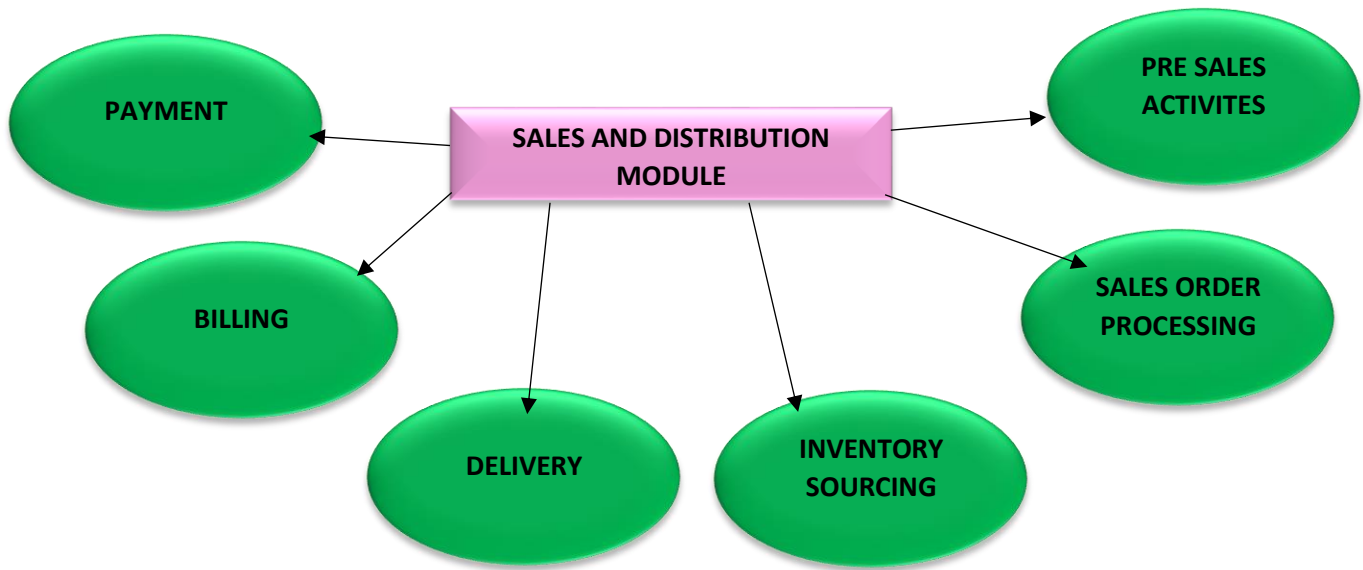 PRE SALES
ACTIVITES
PAYMENT
SALES AND DISTRIBUTION
MODULE
SALES ORDER
PROCESSING
BILLING
INVENTORY
SOURCING
DELIVERY